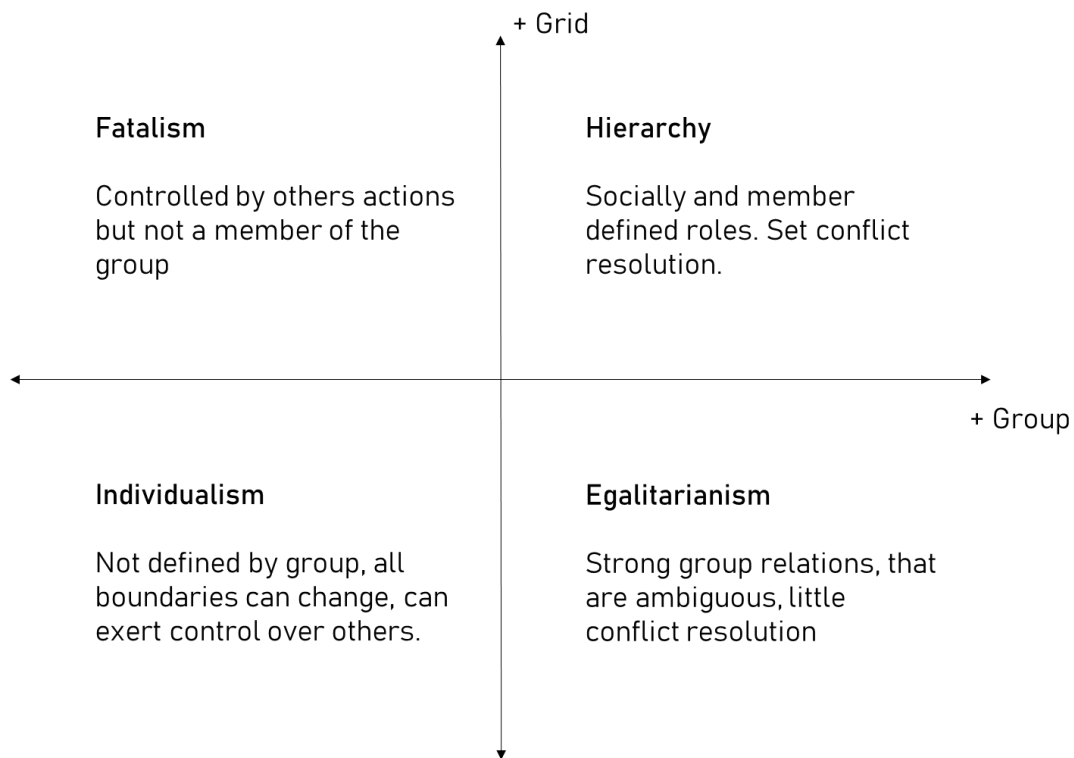 + Grid
Fatalism
Controlled by others actions
but not a member of the
group
Hierarchy
Socially and member
defined roles. Set conflict
resolution.
+ Group
Individualism
Not defined by group, all
boundaries can change, can
exert control over others.
Egalitarianism
Strong group relations, that
are ambiguous, little
conflict resolution